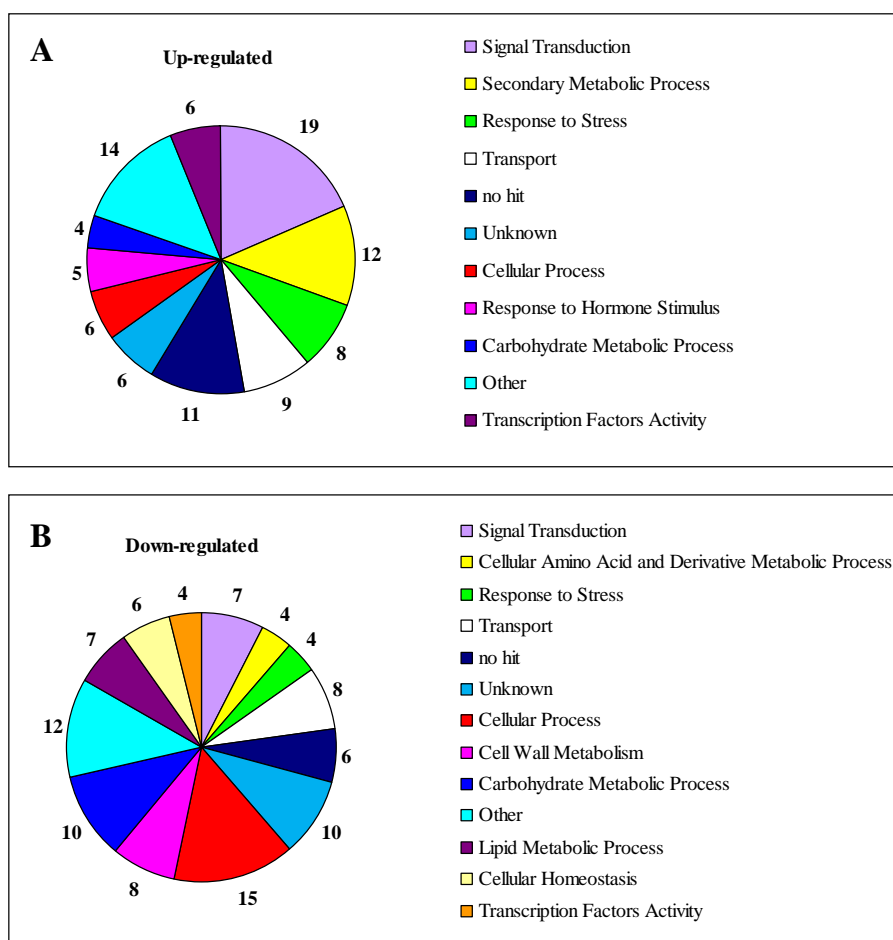 A
Up-regulated
6
19
14
4
12
5
6
8
6
9
11
Signal Transduction
Secondary Metabolic Process
Response to Stress
Transport
no hit
Unknown
Cellular Process
Response to Hormone Stimulus
Carbohydrate Metabolic Process
Other
Transcription Factors Activity
B
Down-regulated
6
4
7
4
7
4
8
12
6
10
10
8
15
Signal Transduction
Cellular Amino Acid and Derivative Metabolic Process
Response to Stress
Transport
no hit
Unknown
Cellular Process
Cell Wall Metabolism
Carbohydrate Metabolic Process
Other
Lipid Metabolic Process
Cellular Homeostasis
Transcription Factors Activity